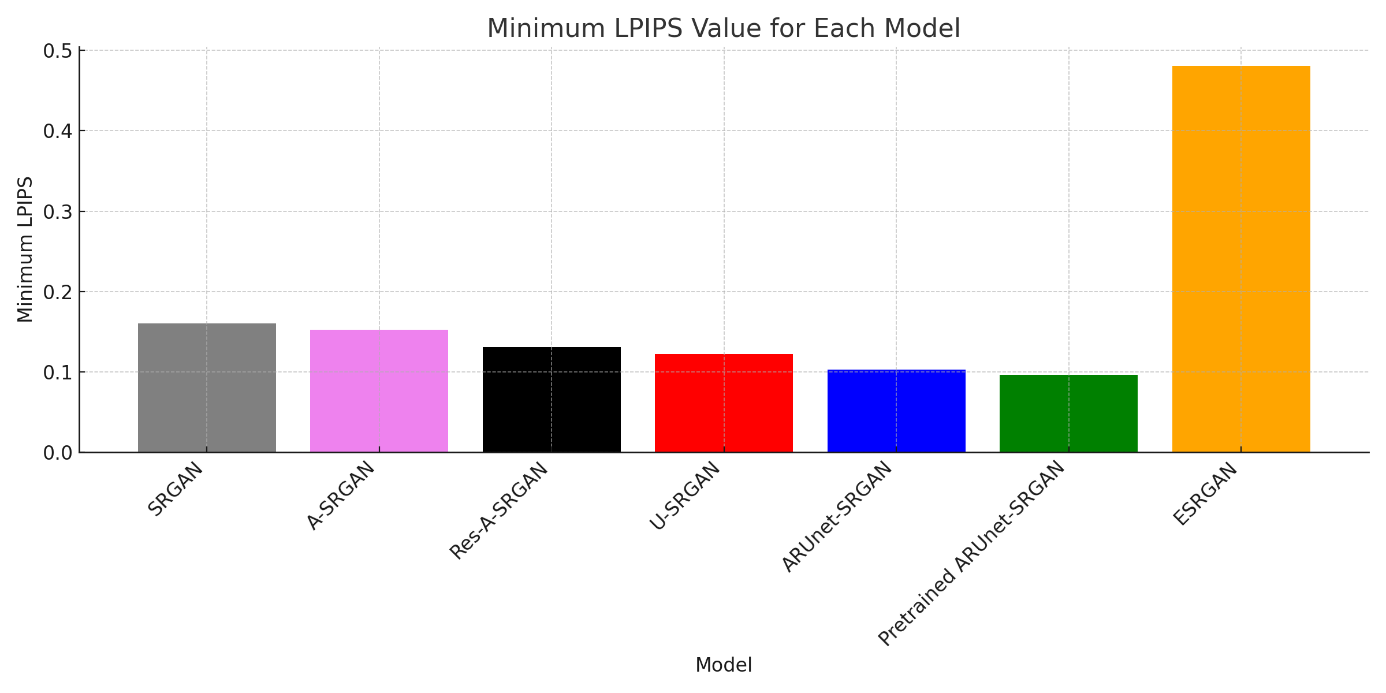 Minimum LPIPS Value for Each Model
Minimum LPIPS
0.5
0.4
0.3
0.2
0.1
0.0
SRGAN
A-SRGAN
Res-A-SRGAN
U-SRGAN
ARUnet-SRGAN
Pretrained ARUnet-SRGAN
ESRGAN
Model